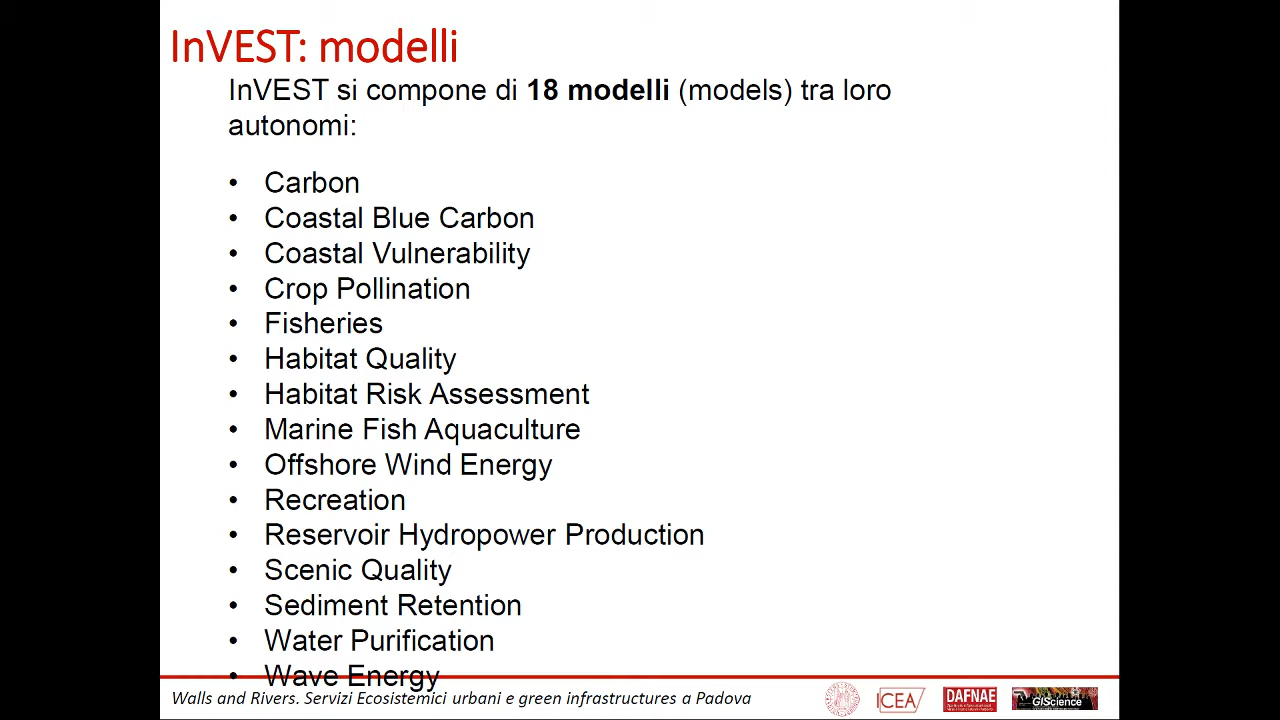 InVEST: modelli
InVEST si compone di 18 modelli (models) tra loro
autonomi:
• Carbon
• Coastal Blue Carbon
• Coastal Vulnerability
• Crop Pollination
• Fisheries
• Habitat Quality
• Habitat Risk Assessment
• Marine Fish Aquaculture
• Offshore Wind Energy
• Recreation
• Reservoir Hydropower Production
• Scenic Quality
• Sediment Retention
• Water Purification
• Wave Energy
Walls and Rivers. Servizi Ecosistemici urbani e green infrastructures a Padova
ICEA
DAFNAE
GIScience